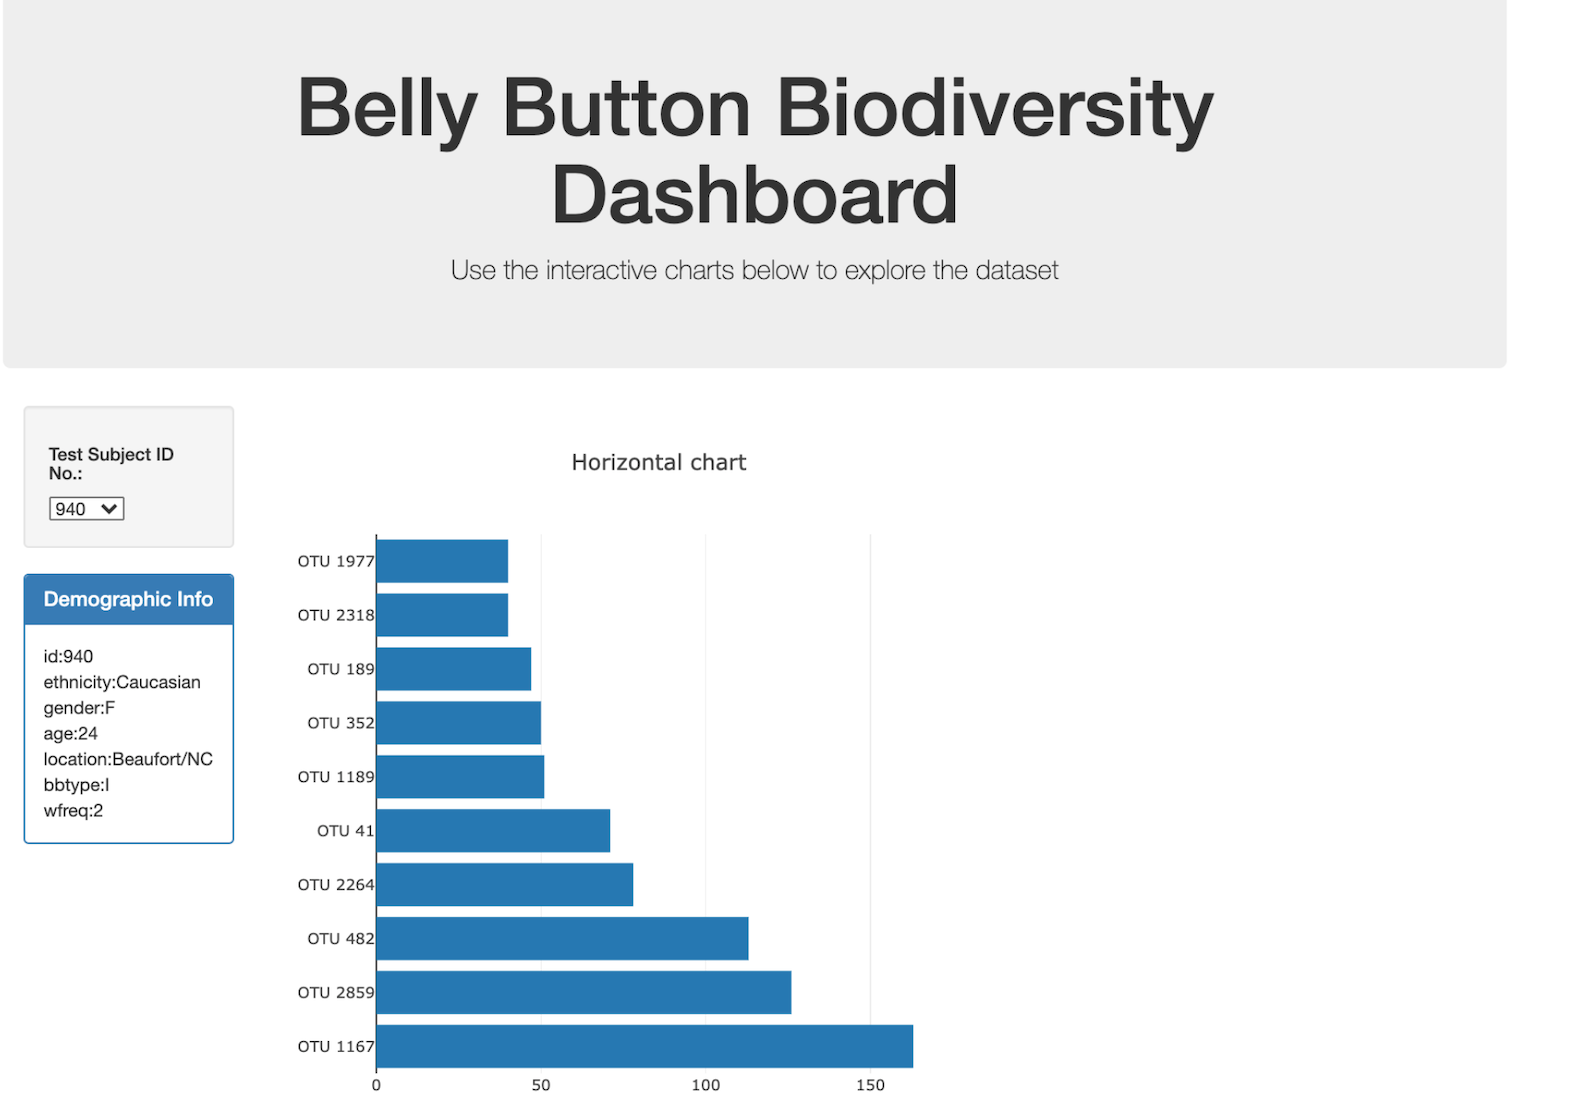 Belly Button Biodiversity
Dashboard
Use the interactive charts below to explore the dataset
Test Subject ID
No.:
940
Demographic Info
id:940
ethnicity:Caucasian
gender:F
age:24
location:Beaufort/NC
bbtype:I
wfreq:2
Horizontal chart
OTU 1977
OTU 2318
OTU 189
OTU 352
OTU 1189
OTU 41
OTU 2264
OTU 482
OTU 2859
OTU 1167
0 50 100 150